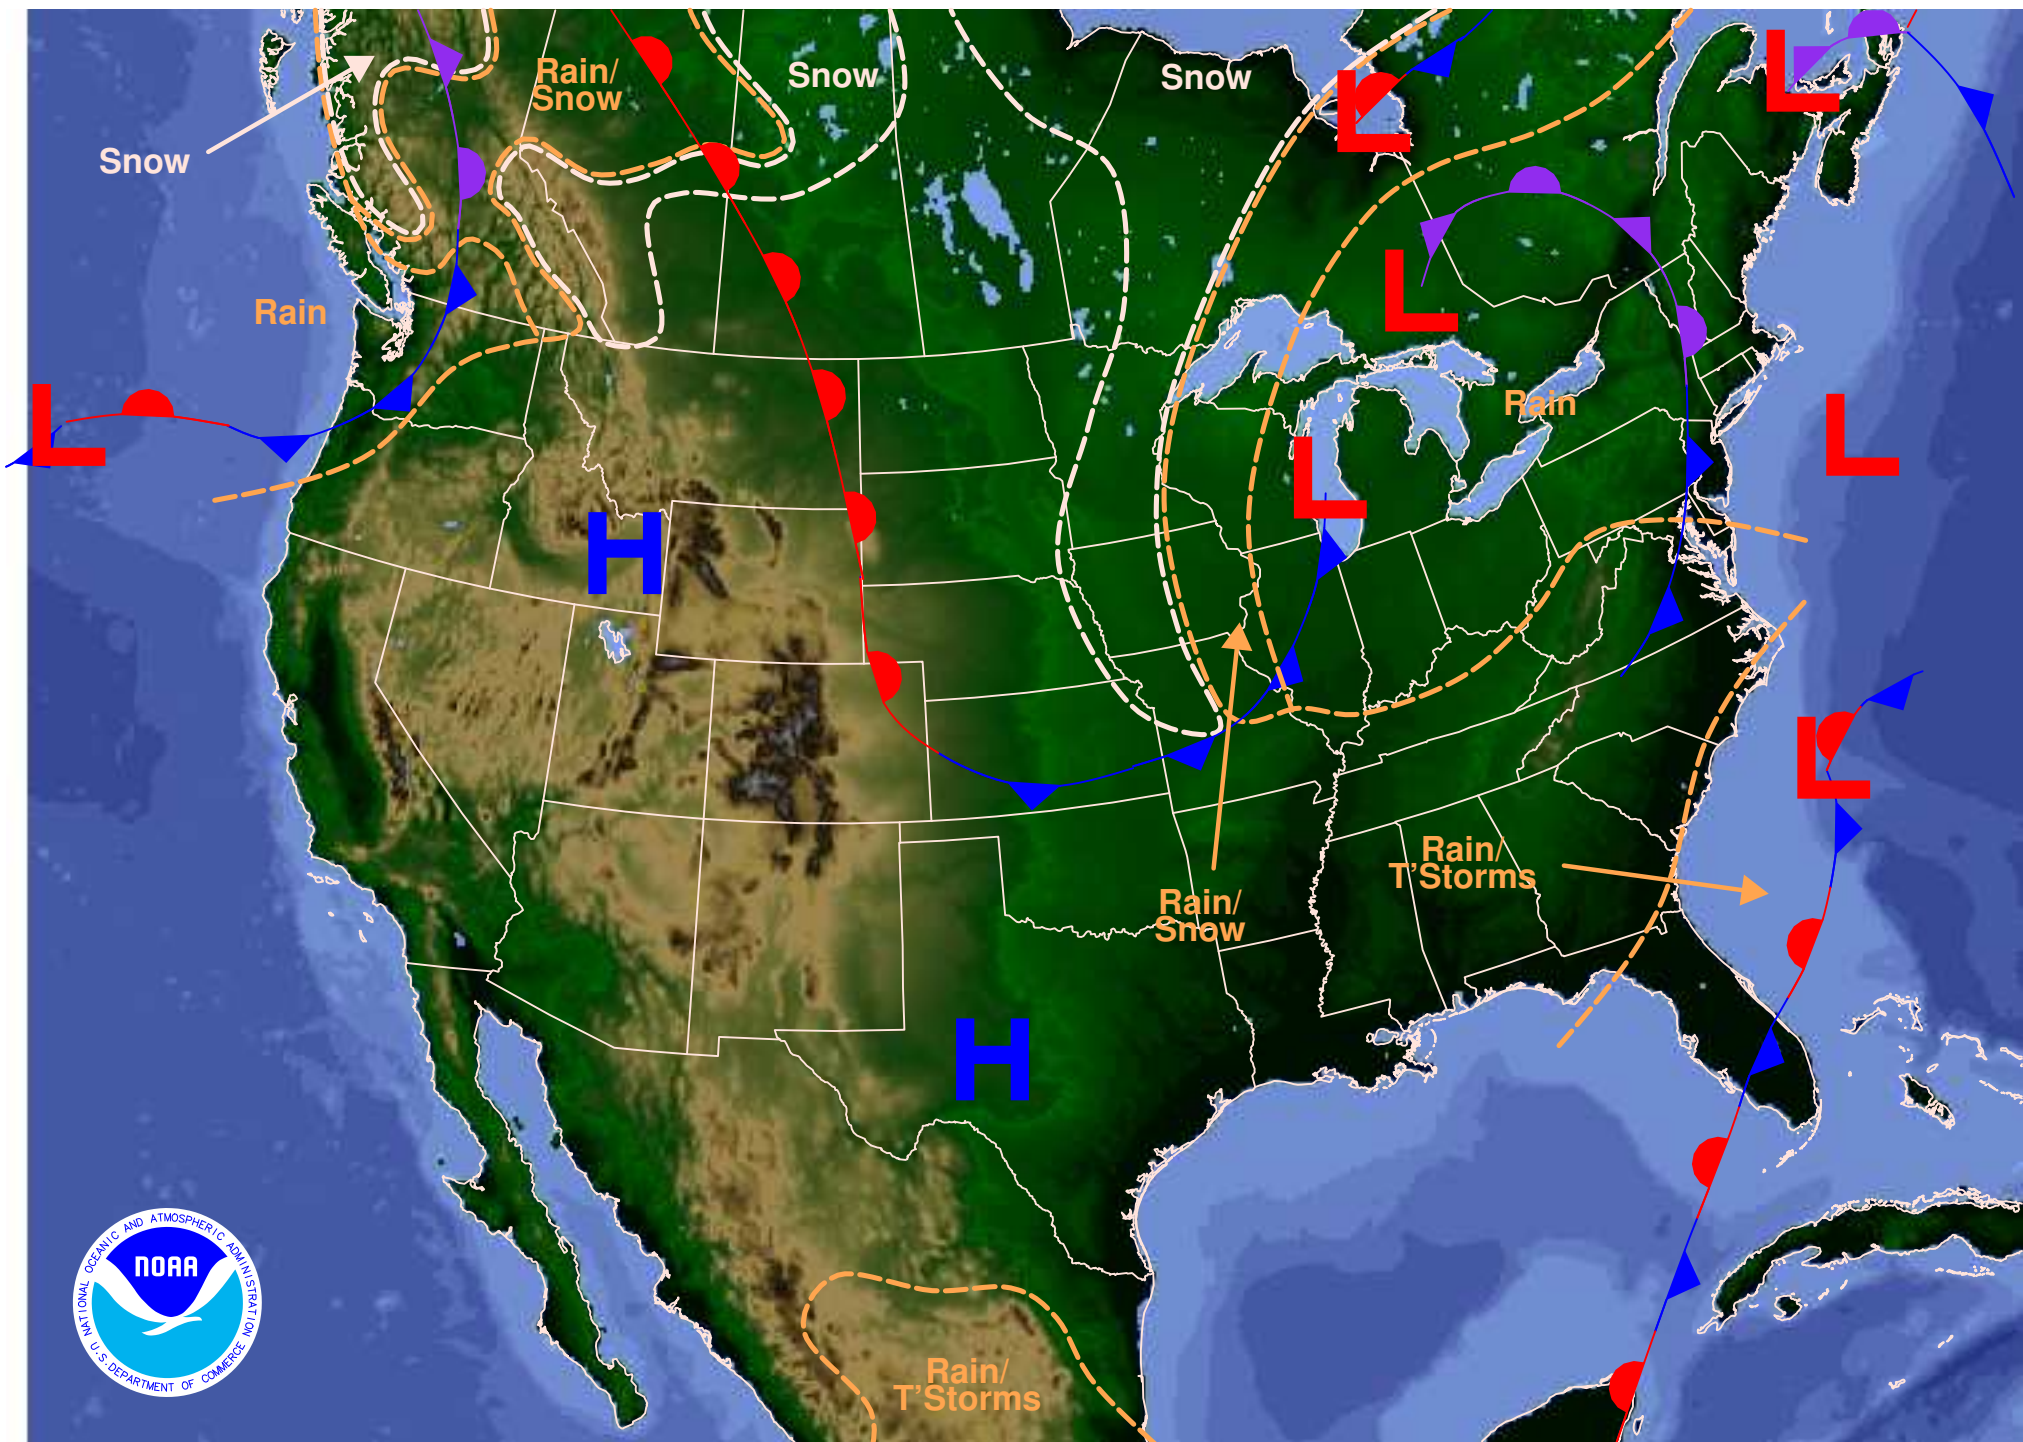 Rain/
Snow
Snow
Snow
Snow
Rain
Rain
L
L
L
L
L
L
L
H
H
Rain/
T'Storms
Rain/
Snow
Rain/
T'Storms
NATIONAL OCEANIC AND ATMOSPHERIC ADMINISTRATION
NOAA
U.S. DEPARTMENT OF COMMERCE